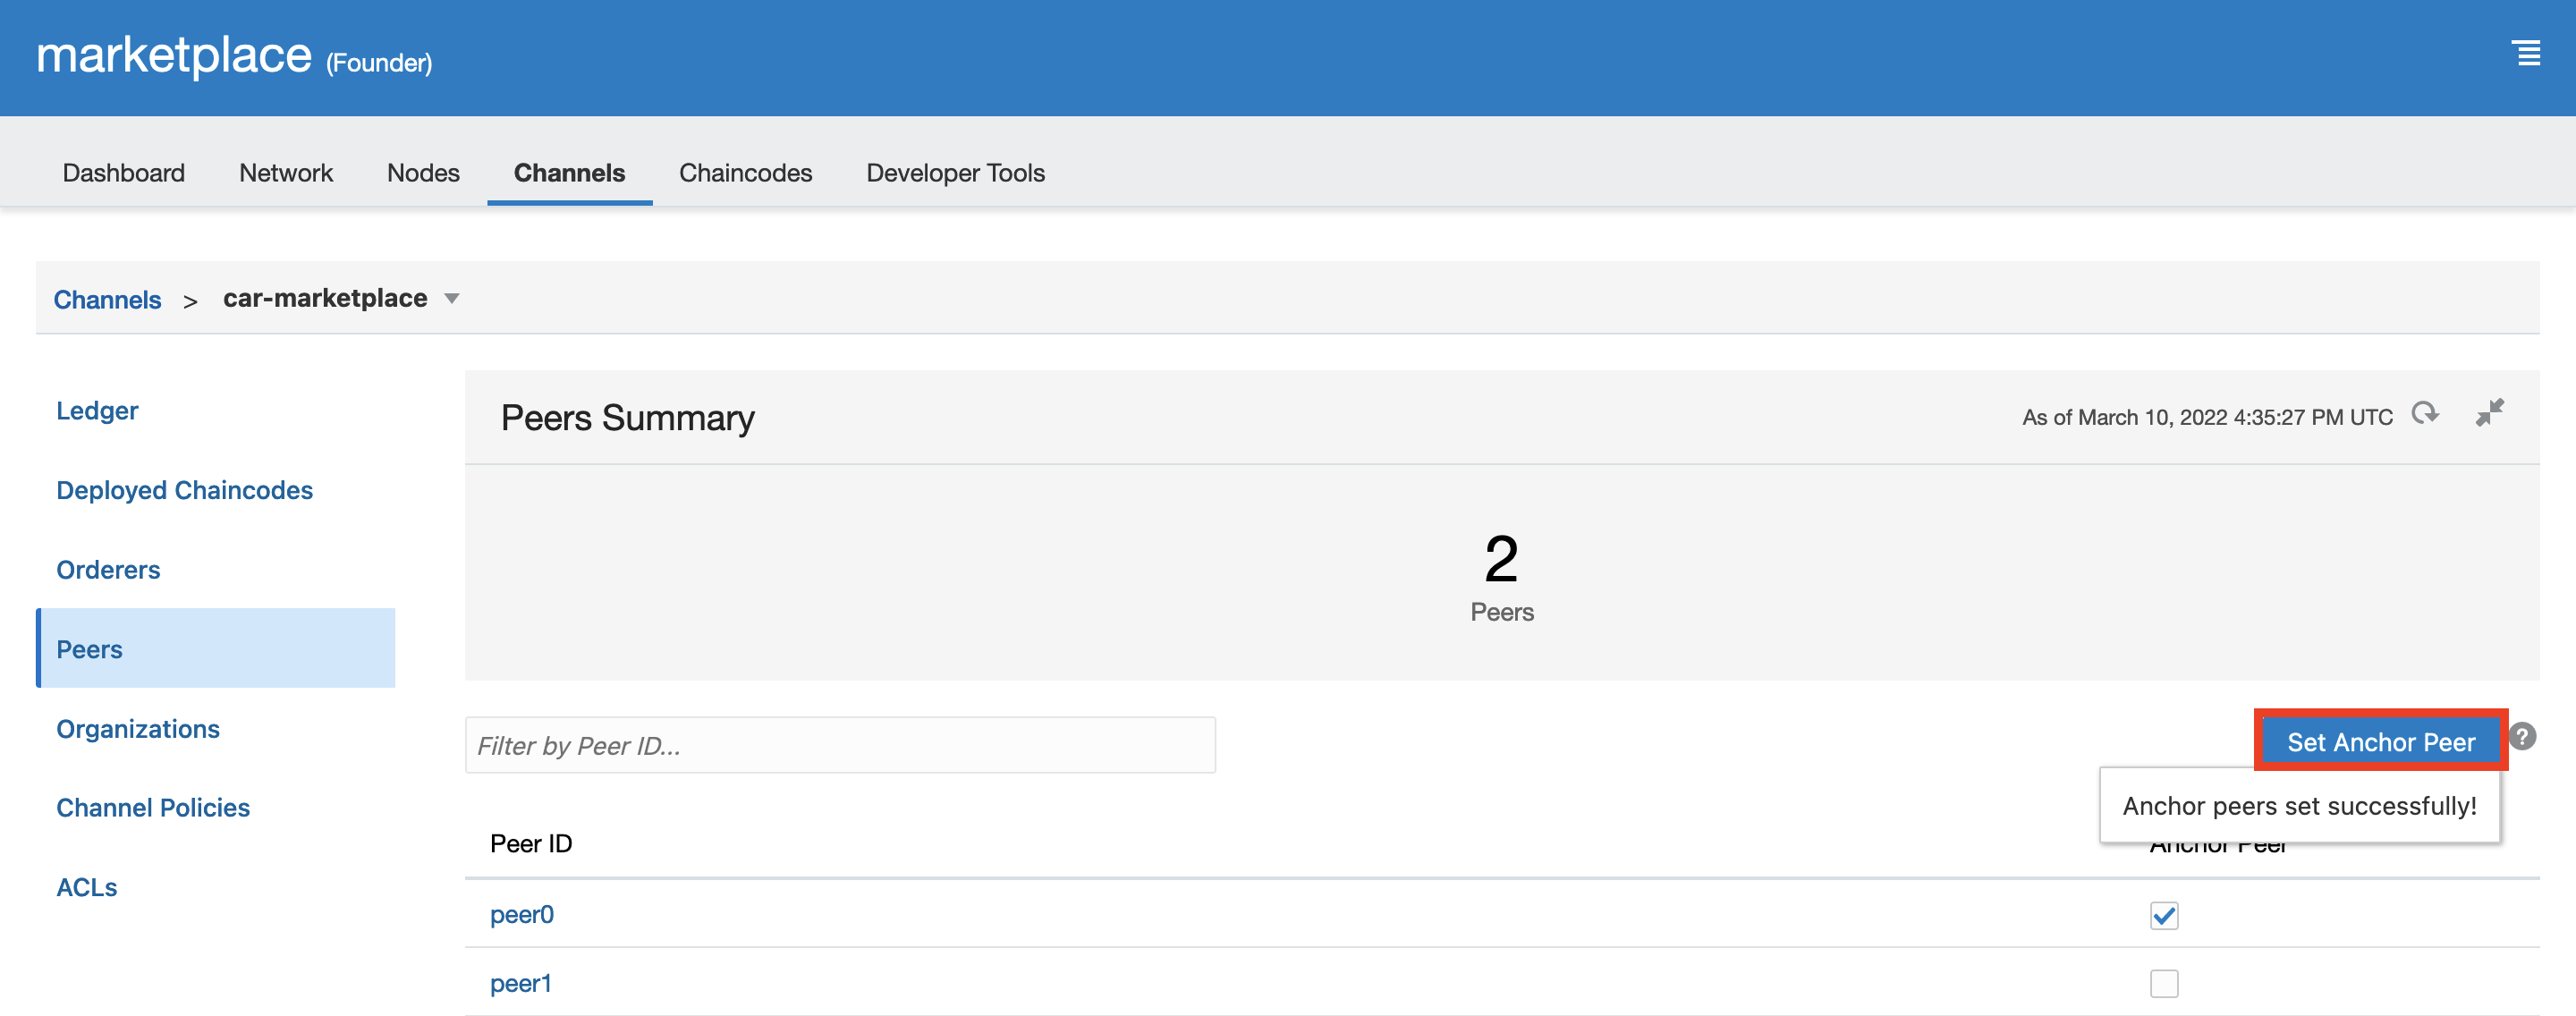 marketplace (Founder)
Dashboard Network Nodes Channels Chaincodes Developer Tools
Channels > car-marketplace
Ledger
Deployed Chaincodes
Orderers
Peers
Organizations
Channel Policies
ACLs
Peers Summary
As of March 10, 2022 4:35:27 PM UTC
2
Peers
Filter by Peer ID...
Set Anchor Peer ?
Anchor peers set successfully!
Peer ID Anchor Peer
peer0
peer1